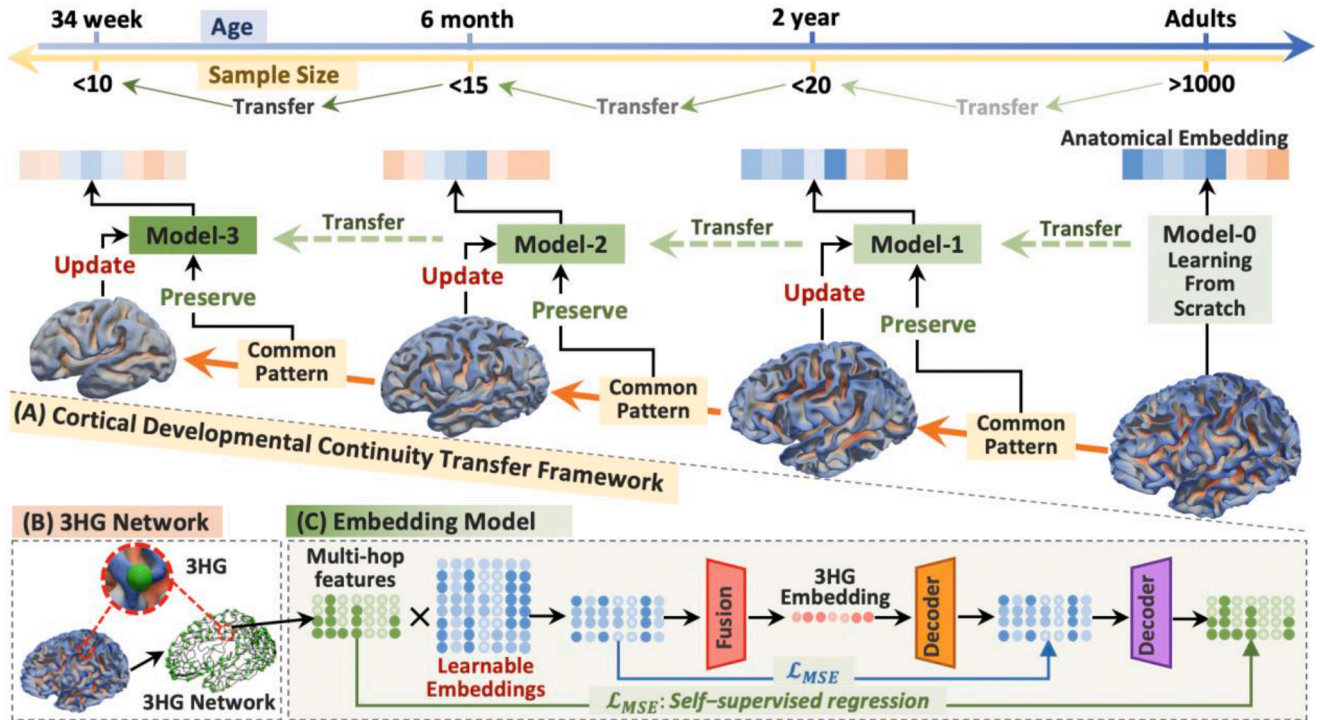 34 week
6 month
2 year
Adults
Age
Sample Size
<10
<15
<20
>1000
Transfer
Transfer
Transfer
Anatomical Embedding
Model-3
Transfer
Model-2
Transfer
Model-1
Transfer
Model-0
Learning
From
Scratch
Update
Preserve
Update
Preserve
Update
Preserve
Common
Pattern
Common
Pattern
Common
Pattern
(A) Cortical Developmental Continuity Transfer Framework
(B) 3HG Network
3HG
3HG Network
(C) Embedding Model
Multi-hop
features
×
Learnable
Embeddings
Fusion
3HG
Embedding
Decoder
Decoder
ℒMSE
ℒMSE: Self–supervised regression